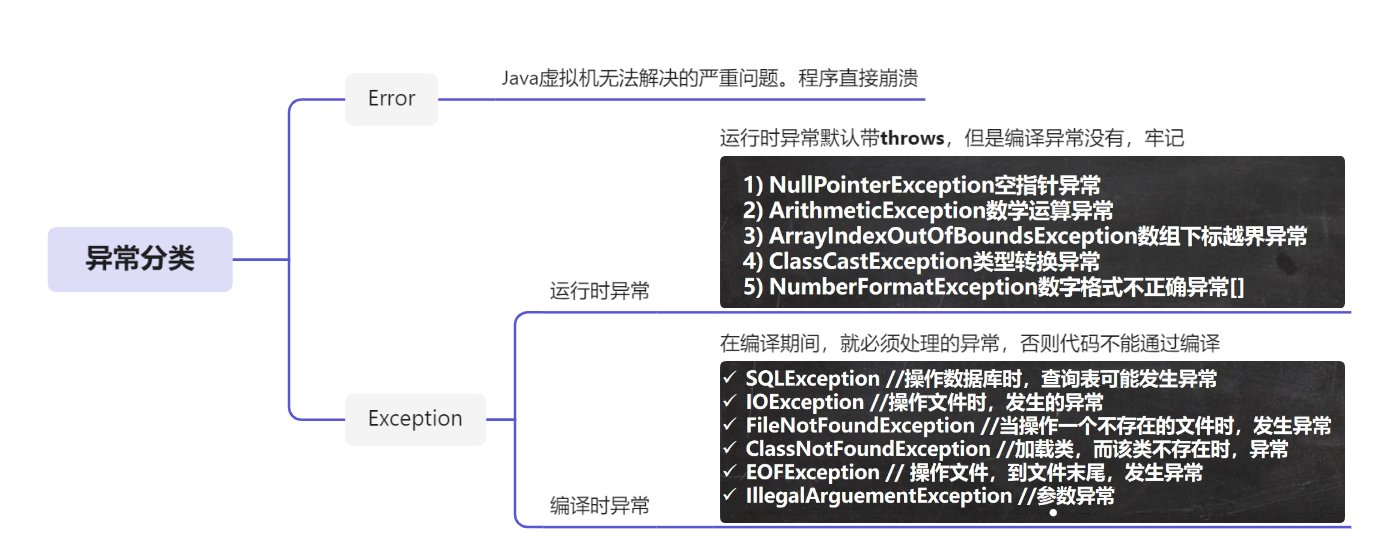 异常分类
Error
Java虚拟机无法解决的严重问题。程序直接崩溃
Exception
运行时异常
运行时异常默认带throws，但是编译异常没有，牢记
1) NullPointerException空指针异常
2) ArithmeticException数学运算异常
3) ArrayIndexOutOfBoundsException数组下标越界异常
4) ClassCastException类型转换异常
5) NumberFormatException数字格式不正确异常[]
编译时异常
在编译期间，就必须处理的异常，否则代码不能通过编译
✓ SQLException //操作数据库时，查询表可能发生异常
✓ IOException //操作文件时，发生的异常
✓ FileNotFoundException //当操作一个不存在的文件时，发生异常
✓ ClassNotFoundException //加载类，而该类不存在时，异常
✓ EOFException // 操作文件，到文件末尾，发生异常
✓ IllegalArguementException //参数异常